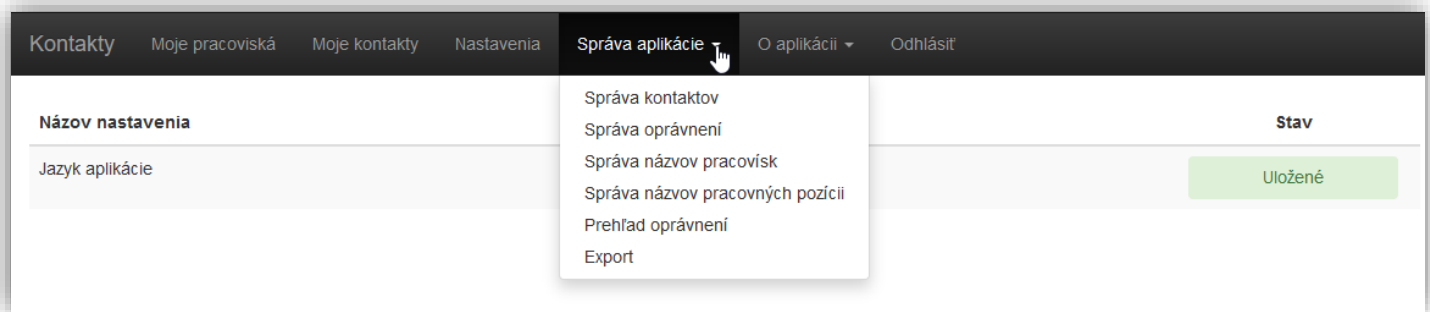 Kontakty Moje pracoviská Moje kontakty Nastavenia Správa aplikácie O aplikácii Odhlásiť
Správa kontaktov
Správa oprávnení
Správa názvov pracovísk
Správa názvov pracovných pozícii
Prehľad oprávnení
Export
Názov nastavenia Stav
Jazyk aplikácie Uložené